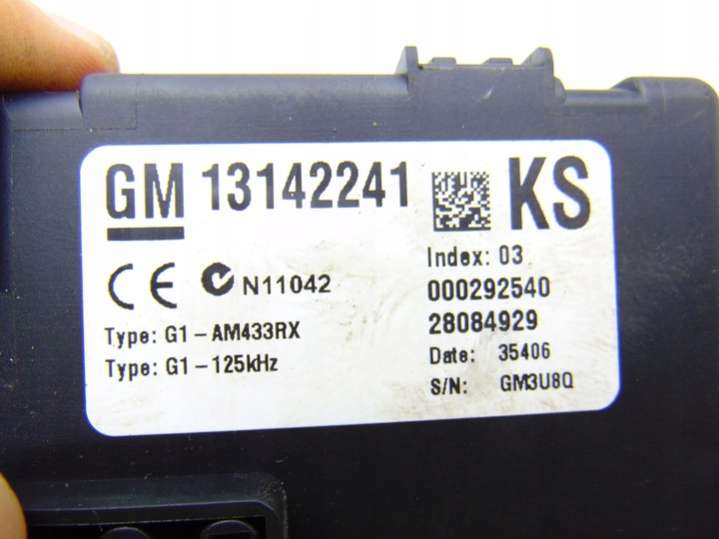 GM 13142241 KS
Index: 03
CE N11042 000292540
28084929
Type: G1-AM433RX
Date: 35406
Type: G1-125kHz
S/N: GM3U8Q